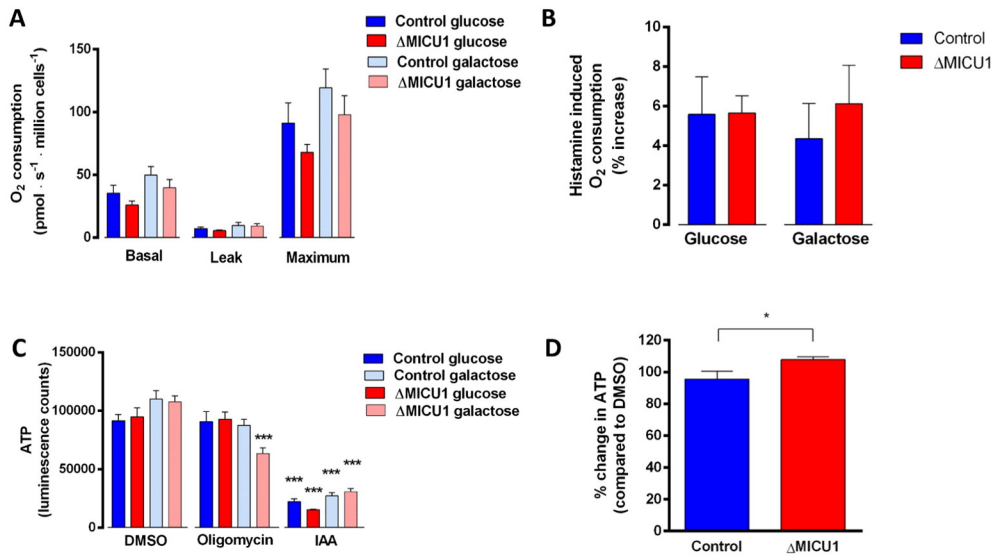 A
Control glucose
ΔMICU1 glucose
Control galactose
ΔMICU1 galactose
O2 consumption
(pmol · s-1 · million cells-1)
150
100
50
0
Basal
Leak
Maximum
B
Control
ΔMICU1
Histamine induced
O2 consumption
(% increase)
10
8
6
4
2
0
Glucose
Galactose
C
Control glucose
Control galactose
ΔMICU1 glucose
ΔMICU1 galactose
ATP
(luminescence counts)
150000
100000
50000
0
***
***
***
***
***
DMSO
Oligomycin
IAA
D
*
% change in ATP
(compared to DMSO)
120
100
80
60
40
20
0
Control
ΔMICU1